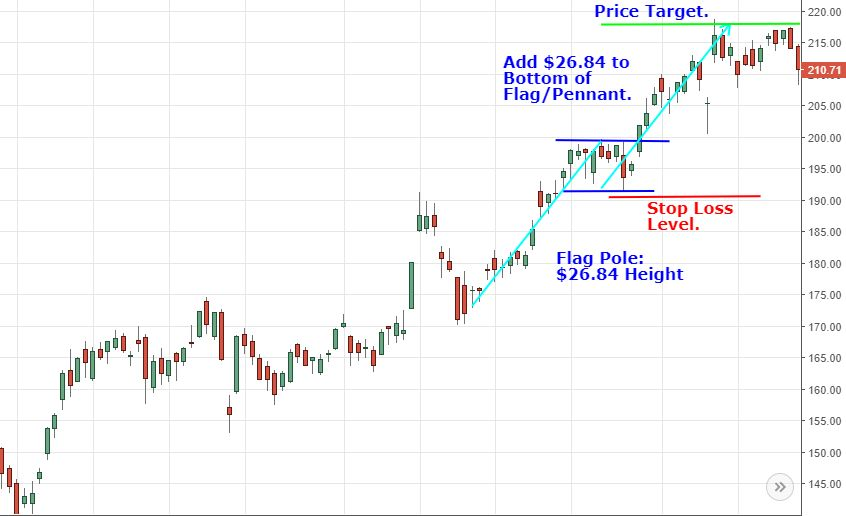 Price Target.
220.00
215.00
Add $26.84 to
Bottom of
Flag/Pennant.
210.71
205.00
200.00
195.00
190.00
Stop Loss
Level.
185.00
Flag Pole:
$26.84 Height
180.00
175.00
170.00
165.00
160.00
155.00
150.00
145.00